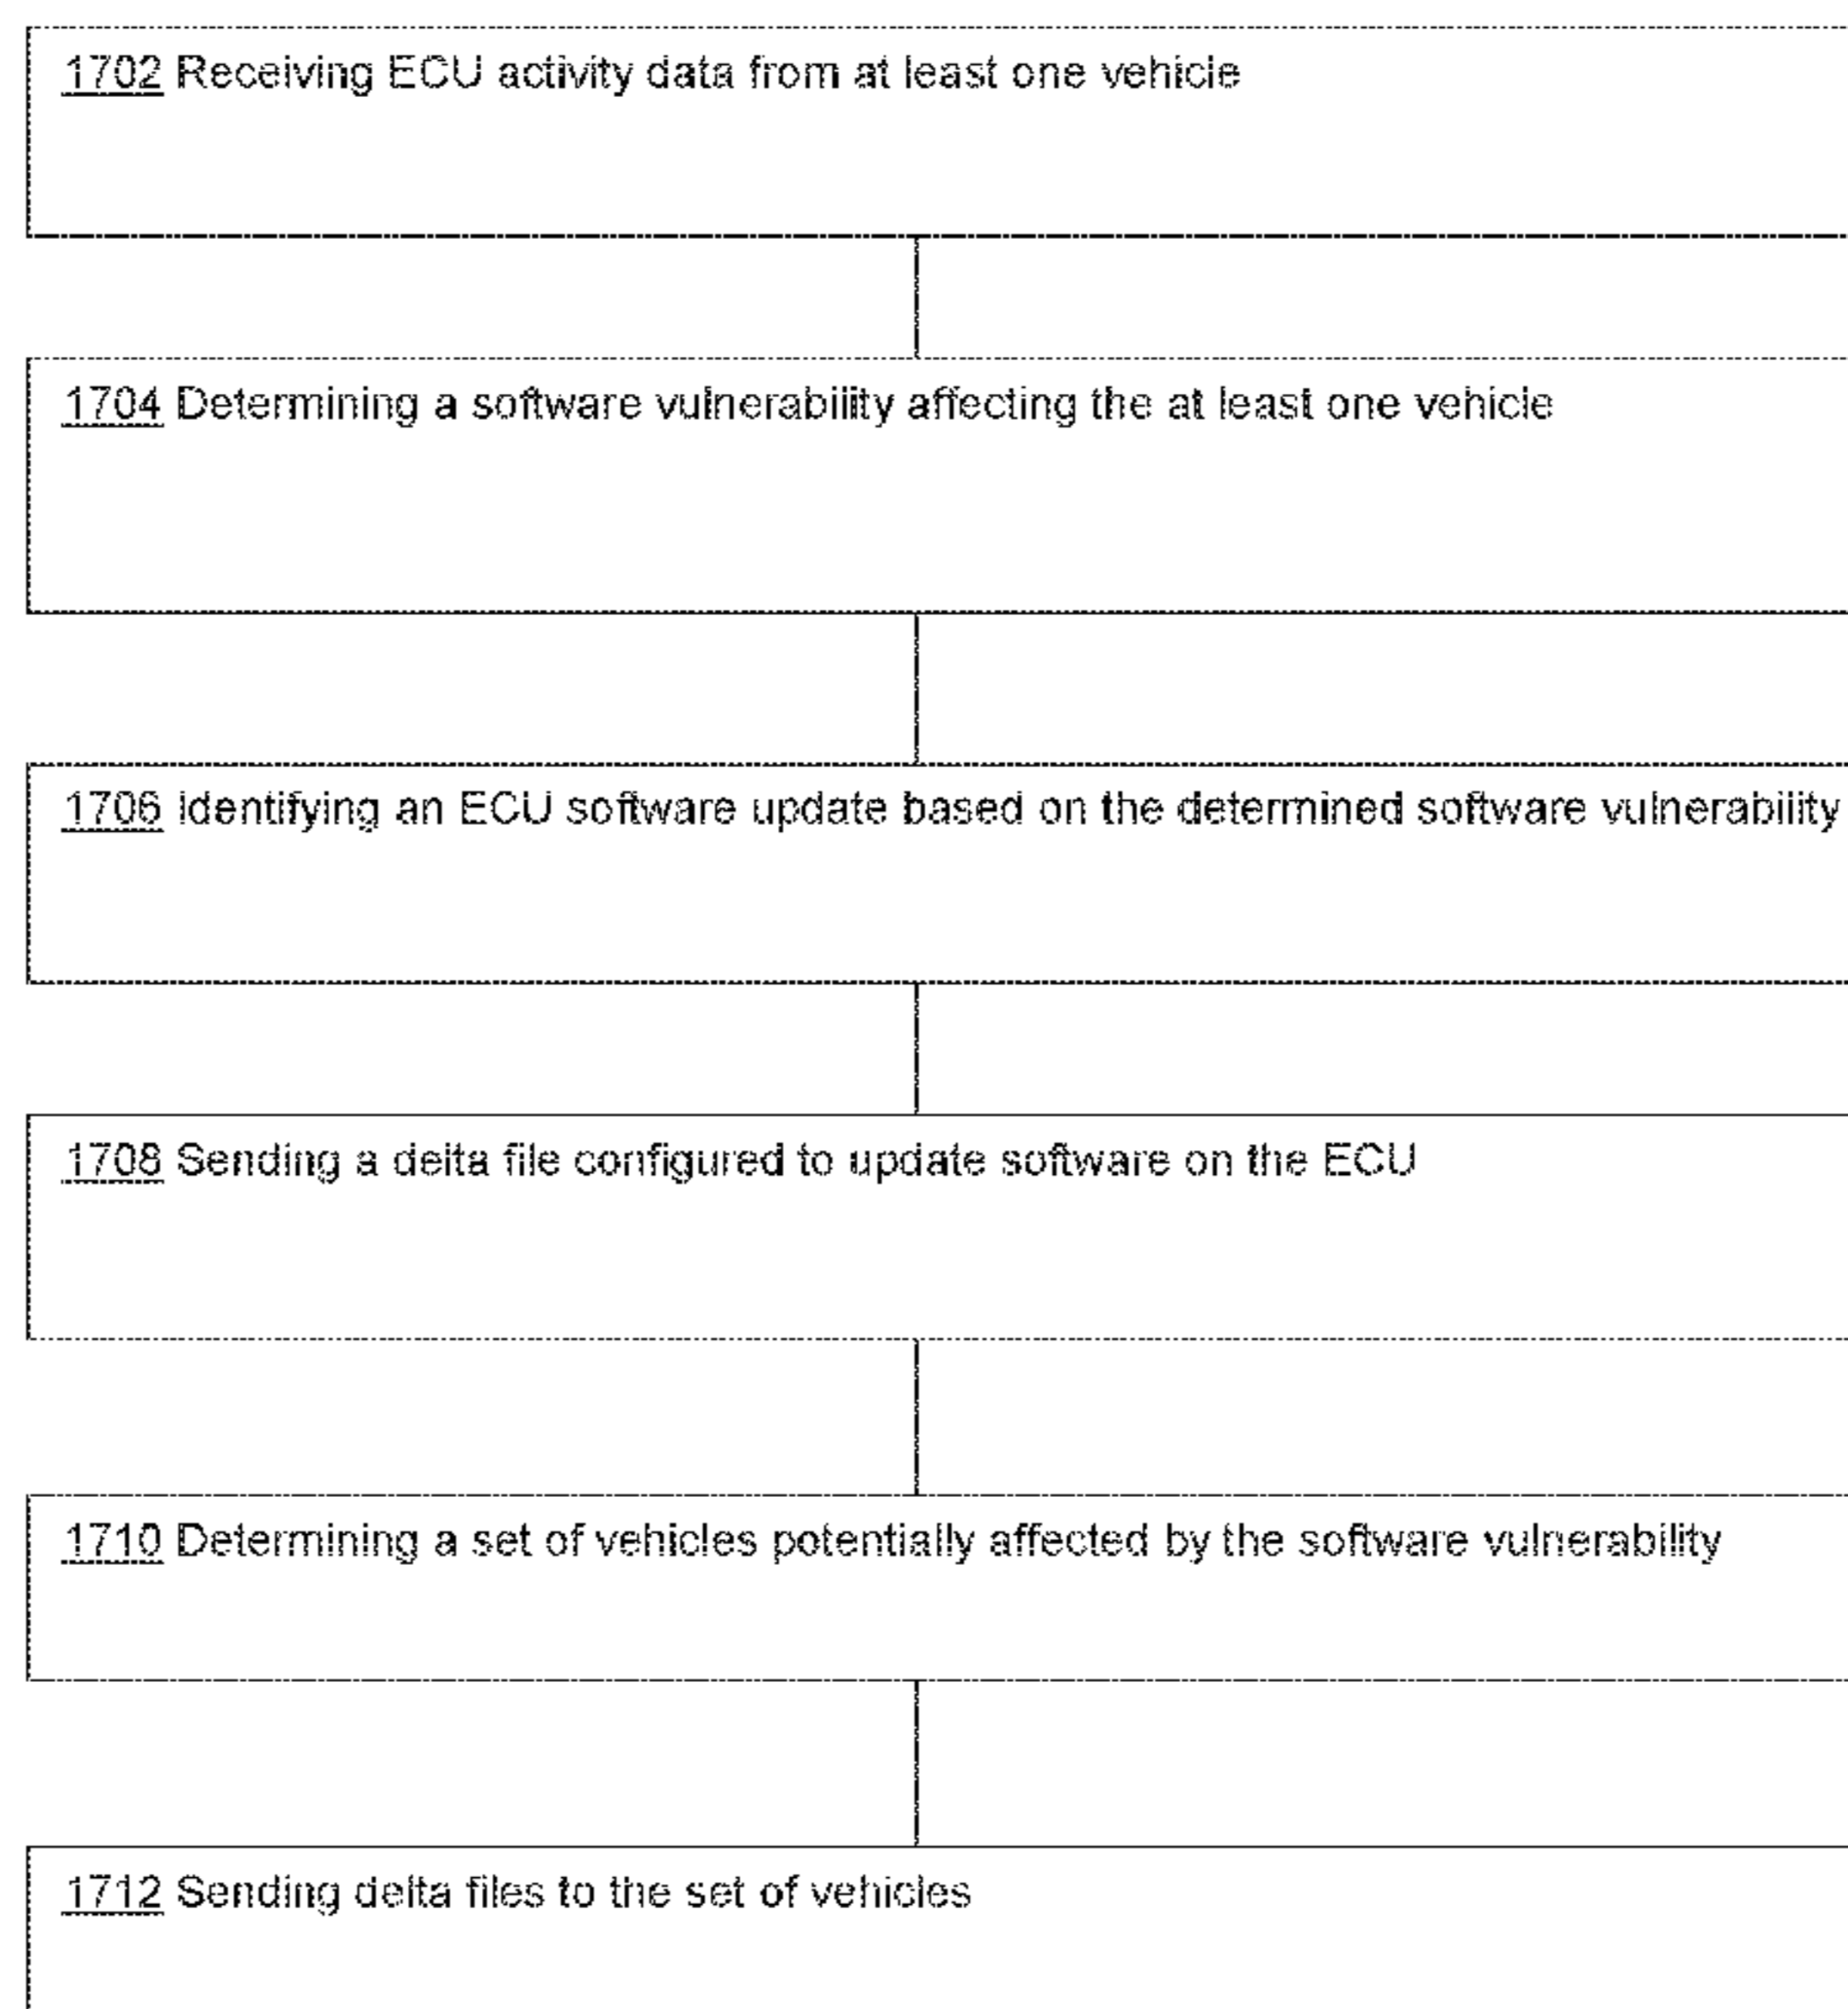 1702 Receiving ECU activity data from at least one vehicle
1704 Determining a software vulnerability affecting the at least one vehicle
1706 Identifying an ECU software update based on the determined software vulnerability
1708 Sending a delta file configured to update software on the ECU
1710 Determining a set of vehicles potentially affected by the software vulnerability
1712 Sending delta files to the set of vehicles